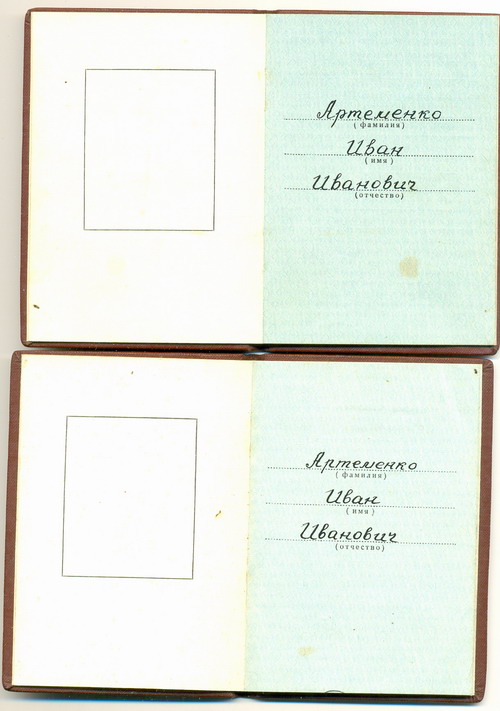 Артеменко
(фамилия)
Иван
(имя)
Иванович
(отчество)
Артеменко
(фамилия)
Иван
(имя)
Иванович
(отчество)